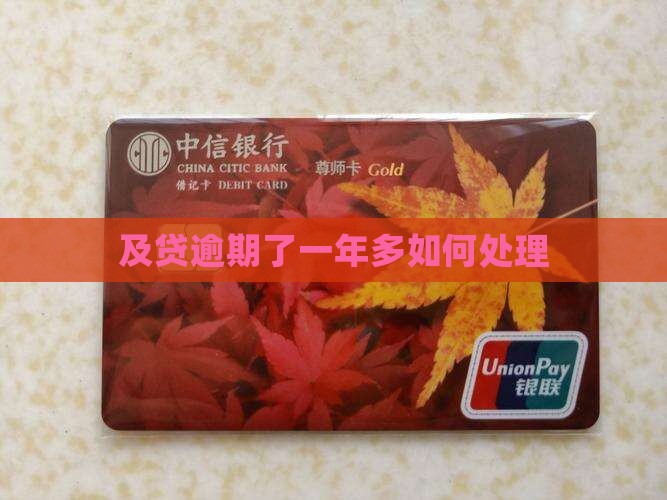 中信银行
CHINA CITIC BANK
借记卡 DEBIT CARD
尊师卡 Gold
及贷逾期了一年多如何处理
UnionPay
银联